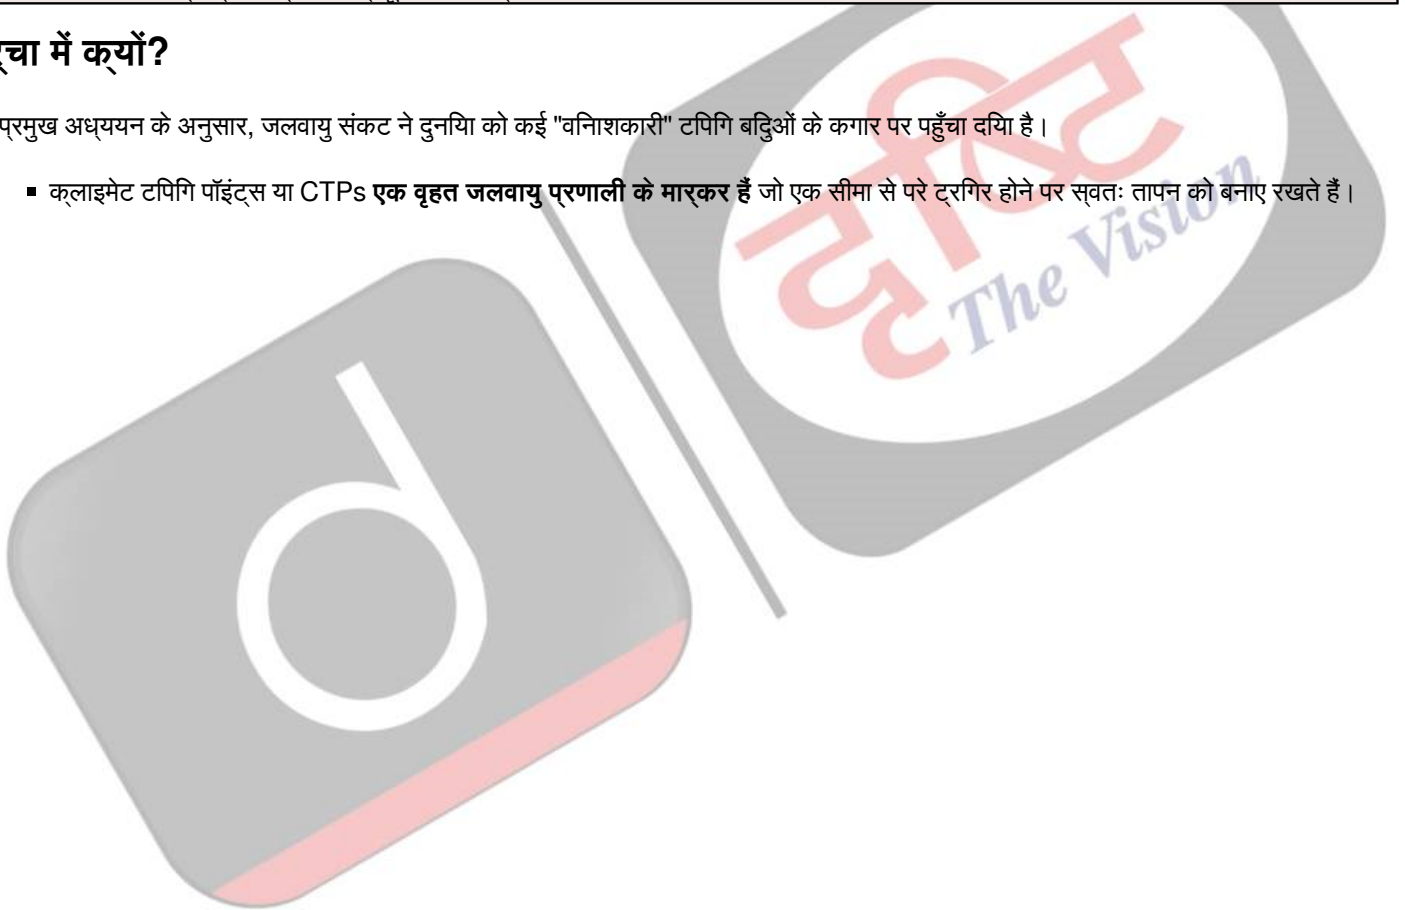 र्चा में क्यों?
प्रमुख अध्ययन के अनुसार, जलवायु संकट ने दुनिया को कई "विनाशकारी" टिपिंग बिंदुओं के कगार पर पहुँचा दिया है।
▪ क्लाइमेट टिपिंग पॉइंट्स या CTPs एक वृहत जलवायु प्रणाली के मार्कर हैं जो एक सीमा से परे ट्रिगर होने पर स्वतः तापन को बनाए रखते हैं।
दृष्टि
The Vision
d